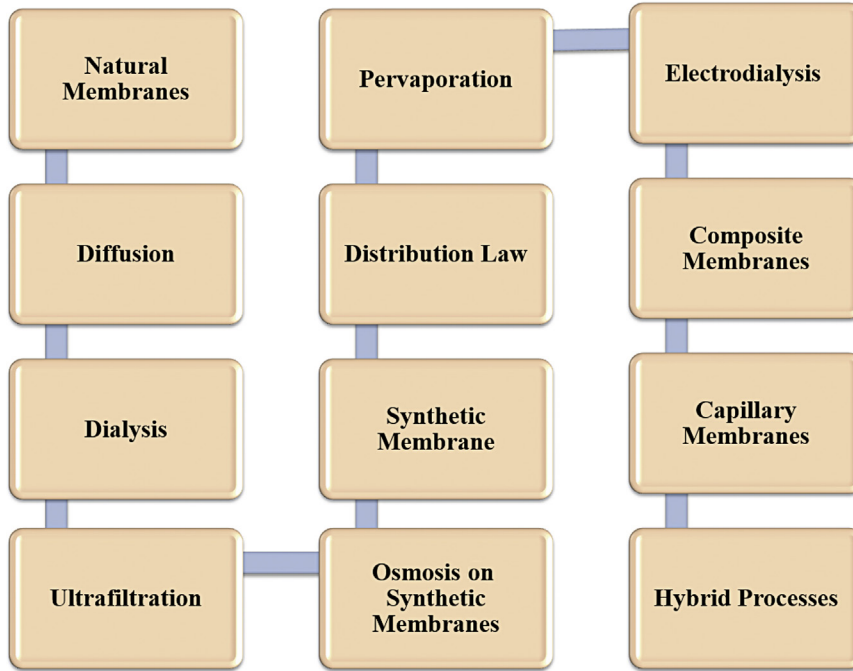 Natural
Membranes
Diffusion
Dialysis
Ultrafiltration
Osmosis on
Synthetic
Membranes
Synthetic
Membrane
Distribution Law
Pervaporation
Electrodialysis
Composite
Membranes
Capillary
Membranes
Hybrid Processes